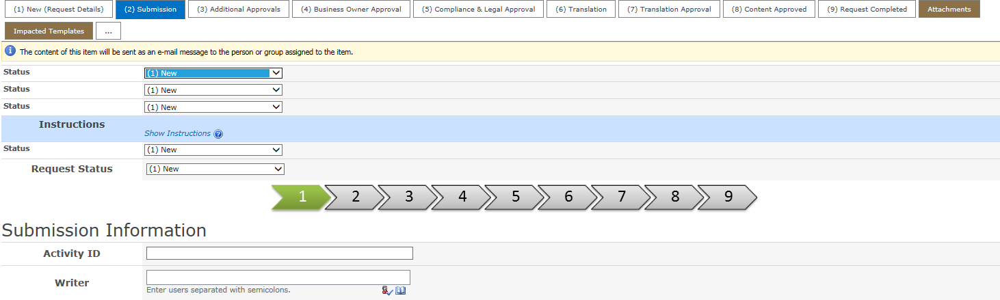 (1) New (Request Details) (2) Submission (3) Additional Approvals (4) Business Owner Approval (5) Compliance & Legal Approval (6) Translation (7) Translation Approval (8) Content Approved (9) Request Completed Attachments
Impacted Templates ...
The content of this item will be sent as an e-mail message to the person or group assigned to the item.
Status (1) New
Status (1) New
Status (1) New
Instructions
Show Instructions ?
Status (1) New
Request Status (1) New
1 2 3 4 5 6 7 8 9
Submission Information
Activity ID
Writer
Enter users separated with semicolons.